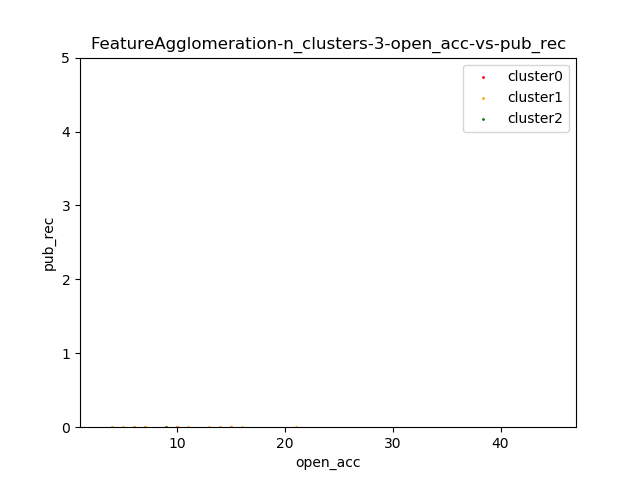 FeatureAgglomeration-n_clusters-3-open_acc-vs-pub_rec
cluster0
cluster1
cluster2
5
4
3
2
1
0
pub_rec
10 20 30 40
open_acc